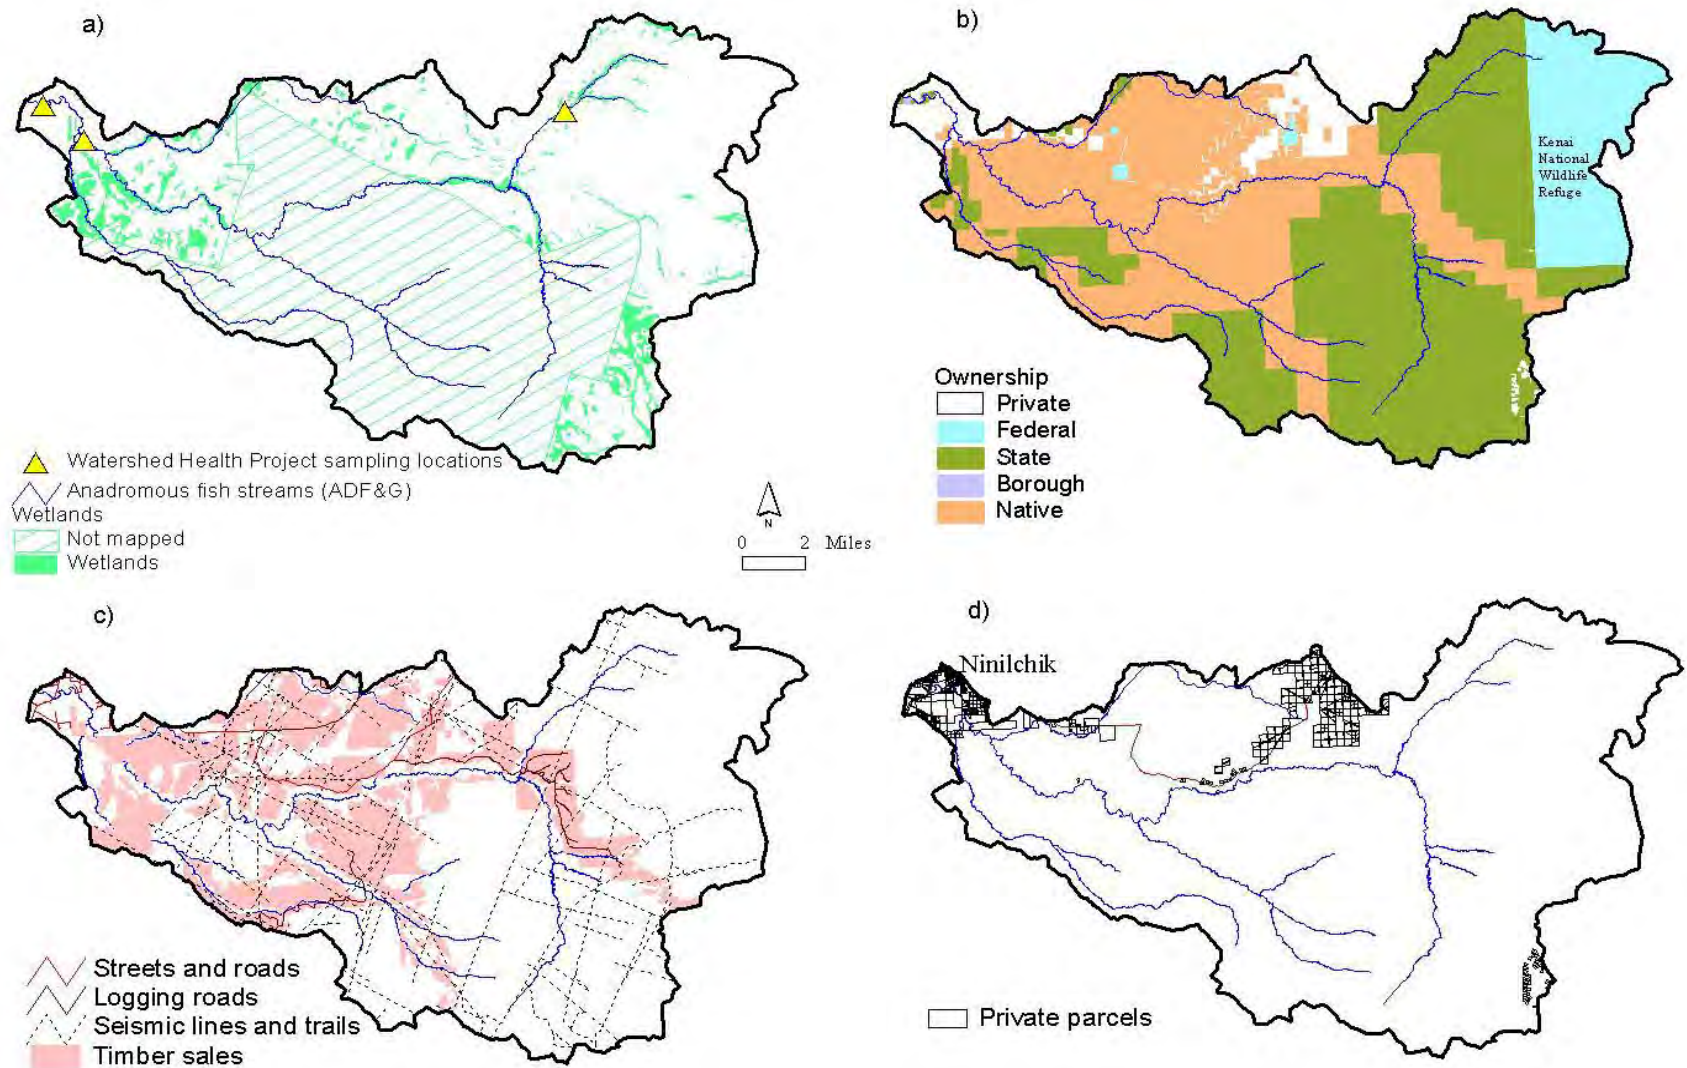 a)
Watershed Health Project sampling locations
Anadromous fish streams (ADF&G)
Wetlands
Not mapped
Wetlands
N
0 2 Miles
b)
Kenai
National
Wildlife
Refuge
Ownership
Private
Federal
State
Borough
Native
c)
Streets and roads
Logging roads
Seismic lines and trails
Timber sales
d)
Ninilchik
Private parcels